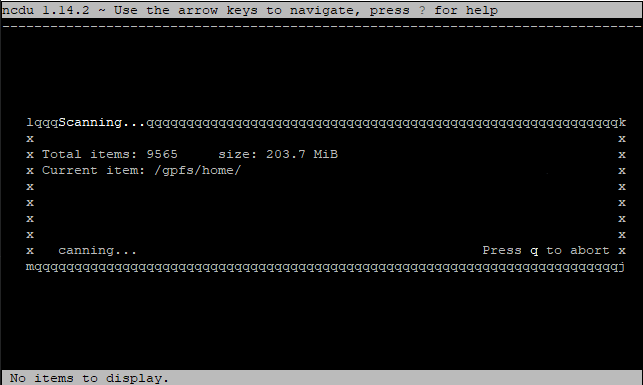 ncdu 1.14.2 ~ Use the arrow keys to navigate, press ? for help
--------------------------------------------------------------------------------
lqqqScanning...qqqqqqqqqqqqqqqqqqqqqqqqqqqqqqqqqqqqqqqqqqqqqqqqqqqqqqqqqqqk
x                                                                         x
x Total items: 9565     size: 203.7 MiB                                   x
x Current item: /gpfs/home/                                               x
x                                                                         x
x                                                                         x
x                                                                         x
x                                                                         x
x   canning...                                           Press q to abort x
mqqqqqqqqqqqqqqqqqqqqqqqqqqqqqqqqqqqqqqqqqqqqqqqqqqqqqqqqqqqqqqqqqqqqqqqqqj
No items to display.